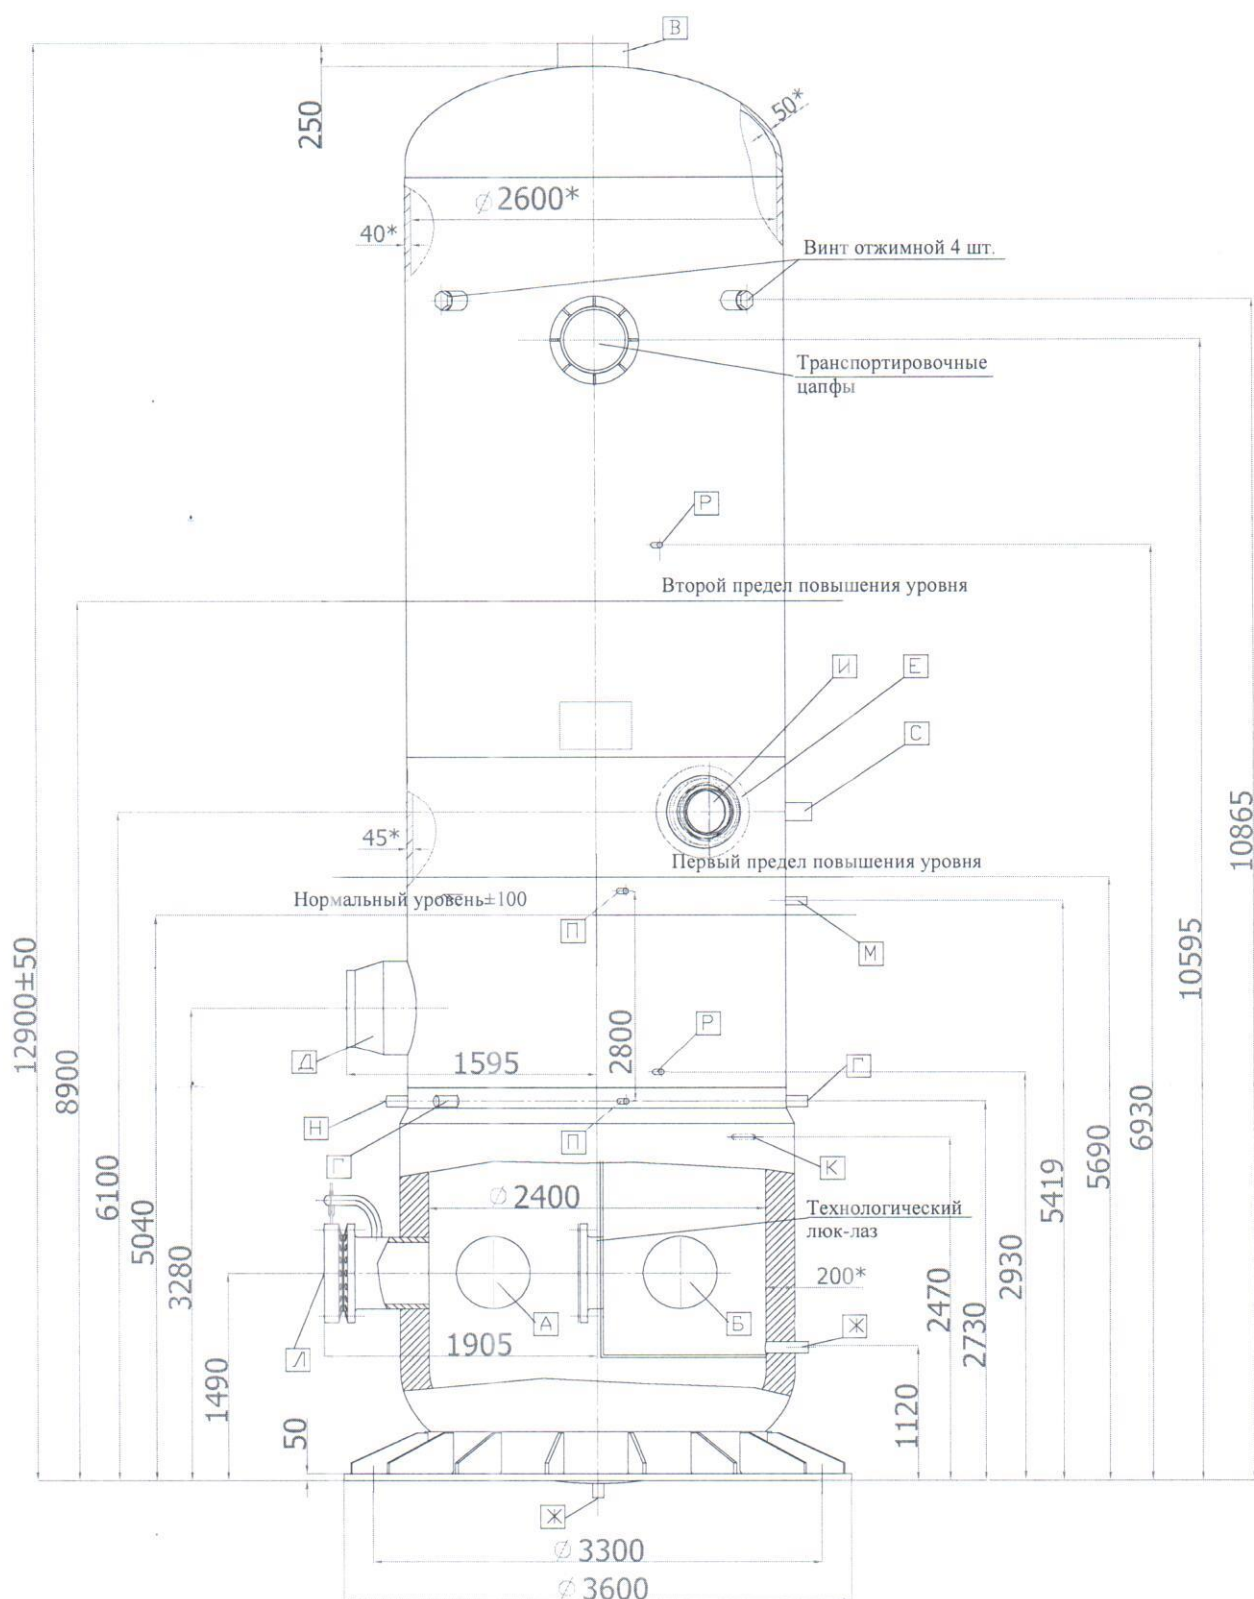 В
250
50*
∅ 2600*
40*
Винт отжимной 4 шт.
Транспортировочные
цапфы
Р
Второй предел повышения уровня
И
Е
С
45*
Первый предел повышения уровня
Нормальный уровень±100
П
М
Д
1595
2800
Р
Г
Н
Г
П
К
∅ 2400
Технологический
люк-лаз
200*
А
Б
Ж
Л
1905
50
Ж
∅ 3300
∅ 3600
12900±50
8900
6100
5040
3280
1490
1120
2470
2730
2930
5419
5690
6930
10595
10865